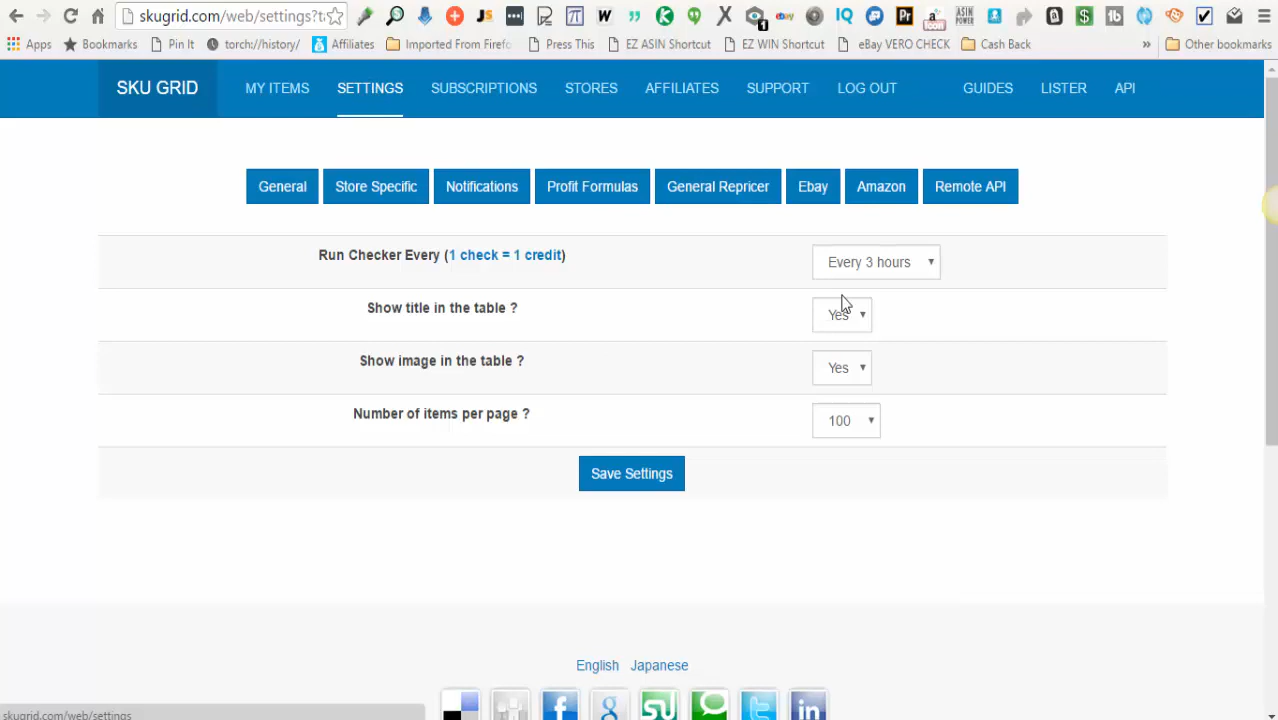 skugrid.com/web/settings?t
Apps Bookmarks Pin It torch://history/ Affiliates Imported From Firefo Press This EZ ASIN Shortcut EZ WIN Shortcut eBay VERO CHECK Cash Back » Other bookmarks
SKU GRID MY ITEMS SETTINGS SUBSCRIPTIONS STORES AFFILIATES SUPPORT LOG OUT GUIDES LISTER API
General Store Specific Notifications Profit Formulas General Repricer Ebay Amazon Remote API
Run Checker Every (1 check = 1 credit) Every 3 hours
Show title in the table ? Yes
Show image in the table ? Yes
Number of items per page ? 100
Save Settings
English Japanese
skugrid.com/web/settings